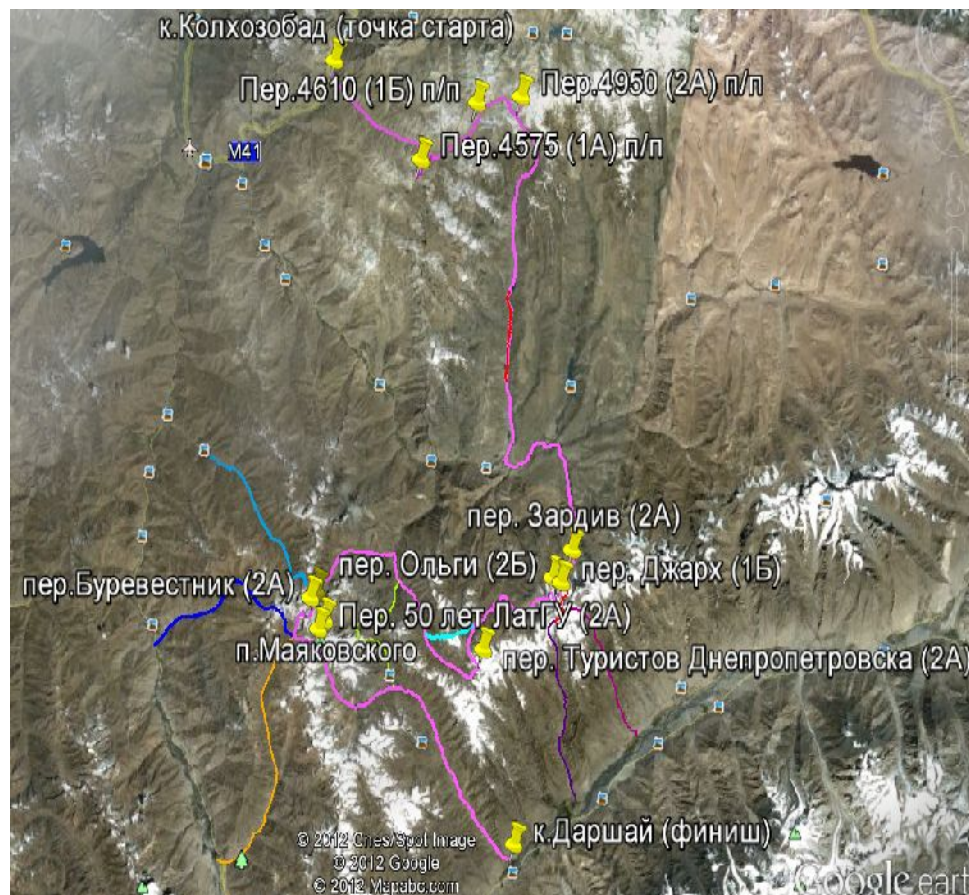 к.Колхозобад (точка старта)
Пер.4610 (1Б) п/п
Пер.4950 (2А) п/п
М41
Пер.4575 (1А) п/п
пер. Зардив (2А)
пер. Ольги (2Б)
пер. Джарх (1Б)
пер.Буревестник (2А)
Пер. 50 лет ЛатГУ (2А)
п.Маяковского
пер. Туристов Днепропетровска (2А)
к.Даршай (финиш)
© 2012 Cnes/Spot Image
© 2012 Google
© 2012 Mapabc.com
Google eart